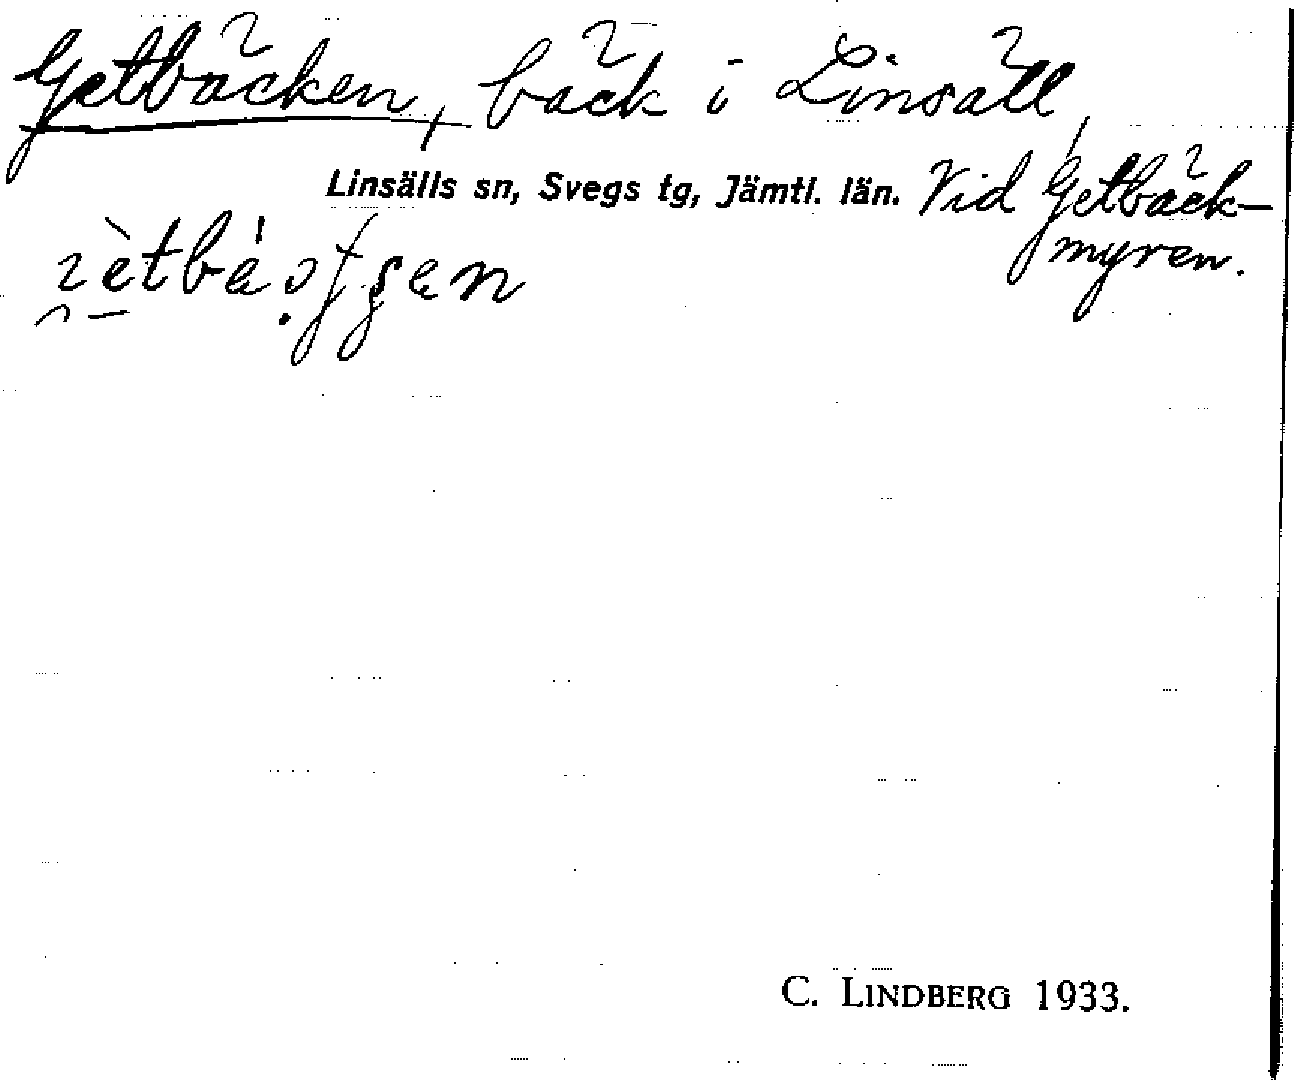 Getbäcken, bäck i Linsäll,
Linsälls sn, Svegs tg, Jämtl. län. Vid Getbäck-
myren.
C. LINDBERG 1933.